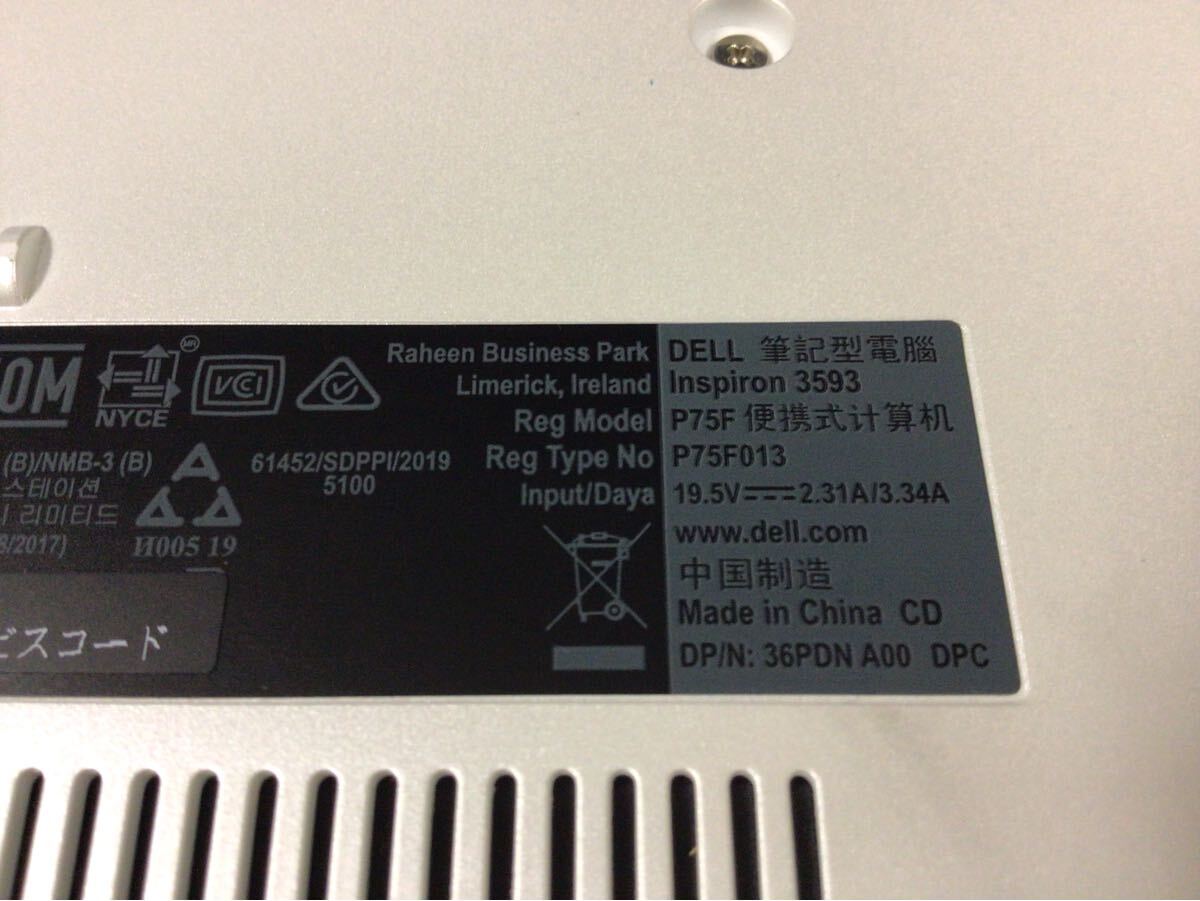 OM
NYCE
MR
VCCI
Raheen Business Park
Limerick, Ireland
Reg Model
Reg Type No
Input/Daya
(B)/NMB-3 (B)
스테이션
리미티드
8/2017)
И005 19
61452/SDPPI/2019
5100
ビスコード
DELL 筆記型電腦
Inspiron 3593
P75F 便携式计算机
P75F013
19.5V⎓2.31A/3.34A
www.dell.com
中国制造
Made in China CD
DP/N: 36PDN A00 DPC